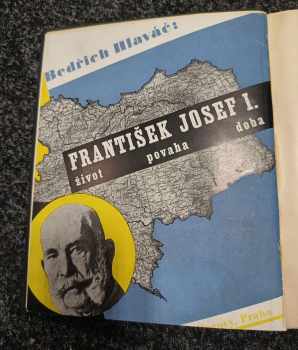 Bedřich Hlaváč:
FRANTIŠEK JOSEF I.
život povaha doba
Praha